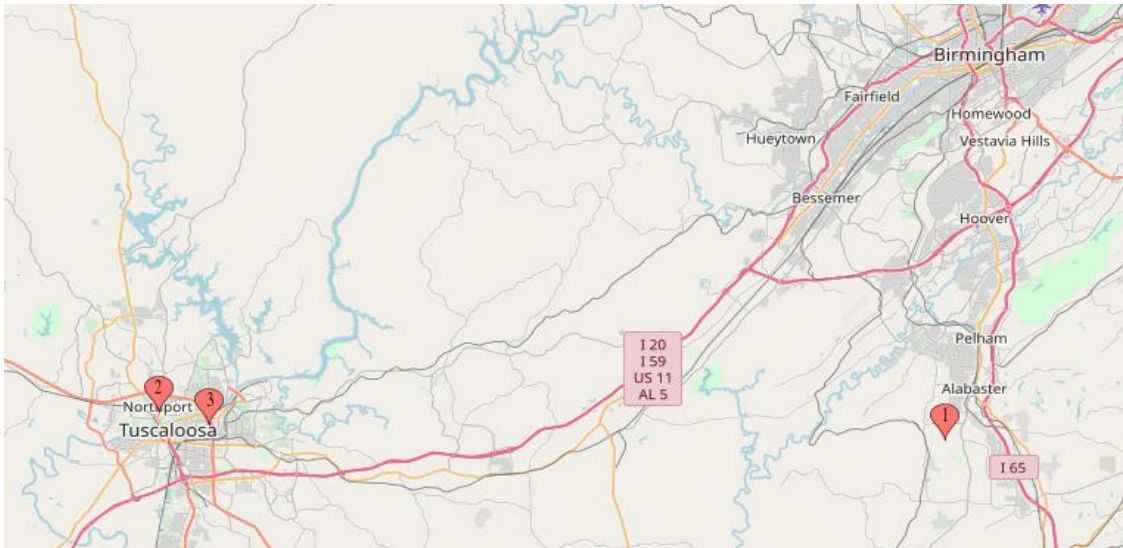 Birmingham
Fairfield
Homewood
Hueytown
Vestavia Hills
Bessemer
Hoover
I 20
I 59
US 11
AL 5
Pelham
Alabaster
2
3
Northport
1
Tuscaloosa
I 65